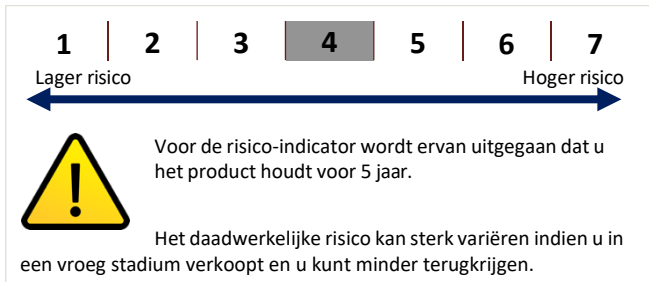 1 2 3 4 5 6 7
Lager risico Hoger risico
Voor de risico-indicator wordt ervan uitgegaan dat u
het product houdt voor 5 jaar.
Het daadwerkelijke risico kan sterk variëren indien u in
een vroeg stadium verkoopt en u kunt minder terugkrijgen.